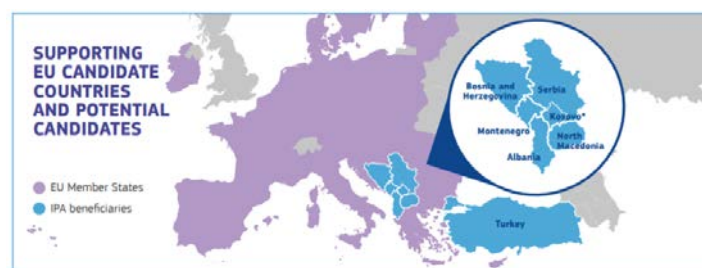 SUPPORTING
EU CANDIDATE
COUNTRIES
AND POTENTIAL
CANDIDATES
EU Member States
IPA beneficiaries
Bosnia and
Herzegovina
Serbia
Kosovo*
Montenegro
North
Macedonia
Albania
Turkey